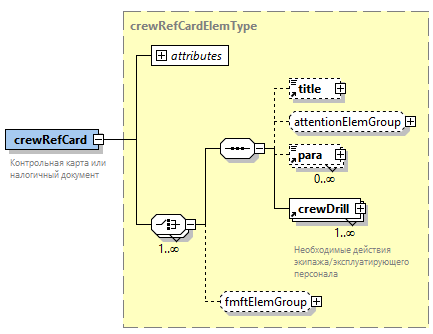 crewRefCardElemType
attributes
title
attentionElemGroup
crewRefCard
para
Контрольная карта или
налогичный документ
0..∞
crewDrill
1..∞
1..∞
Необходимые действия
экипажа/эксплуатирующего
персонала
fmftElemGroup